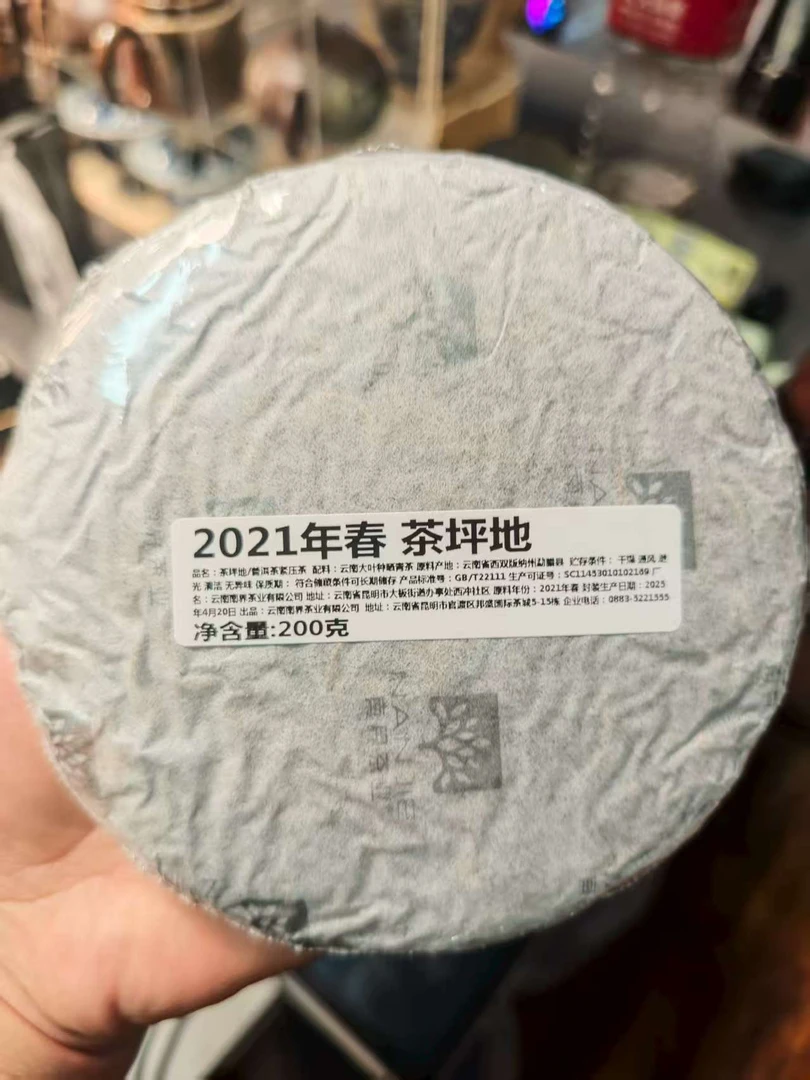 2021年春 茶坪地
品名：茶坪地/普洱茶紧压茶 配料：云南大叶种晒青茶 原料产地：云南省西双版纳州勐腊县 贮存条件： 干燥 通风 避
光 清洁 无异味 保质期： 符合储藏条件可长期储存 产品标准号：GB/T22111 生产可证号：SC11453010102169 厂
名：云南南界茶业有限公司 地址：云南省昆明市大板街道办事处西冲社区 原料年份：2021年春 封装生产日期：2025
年4月20日 出品：云南南界茶业有限公司 地址：云南省昆明市官渡区邦盛国际茶城5-15栋 企业电话：0883-5221555
净含量:200克
NANJIE
南界茶业
NA